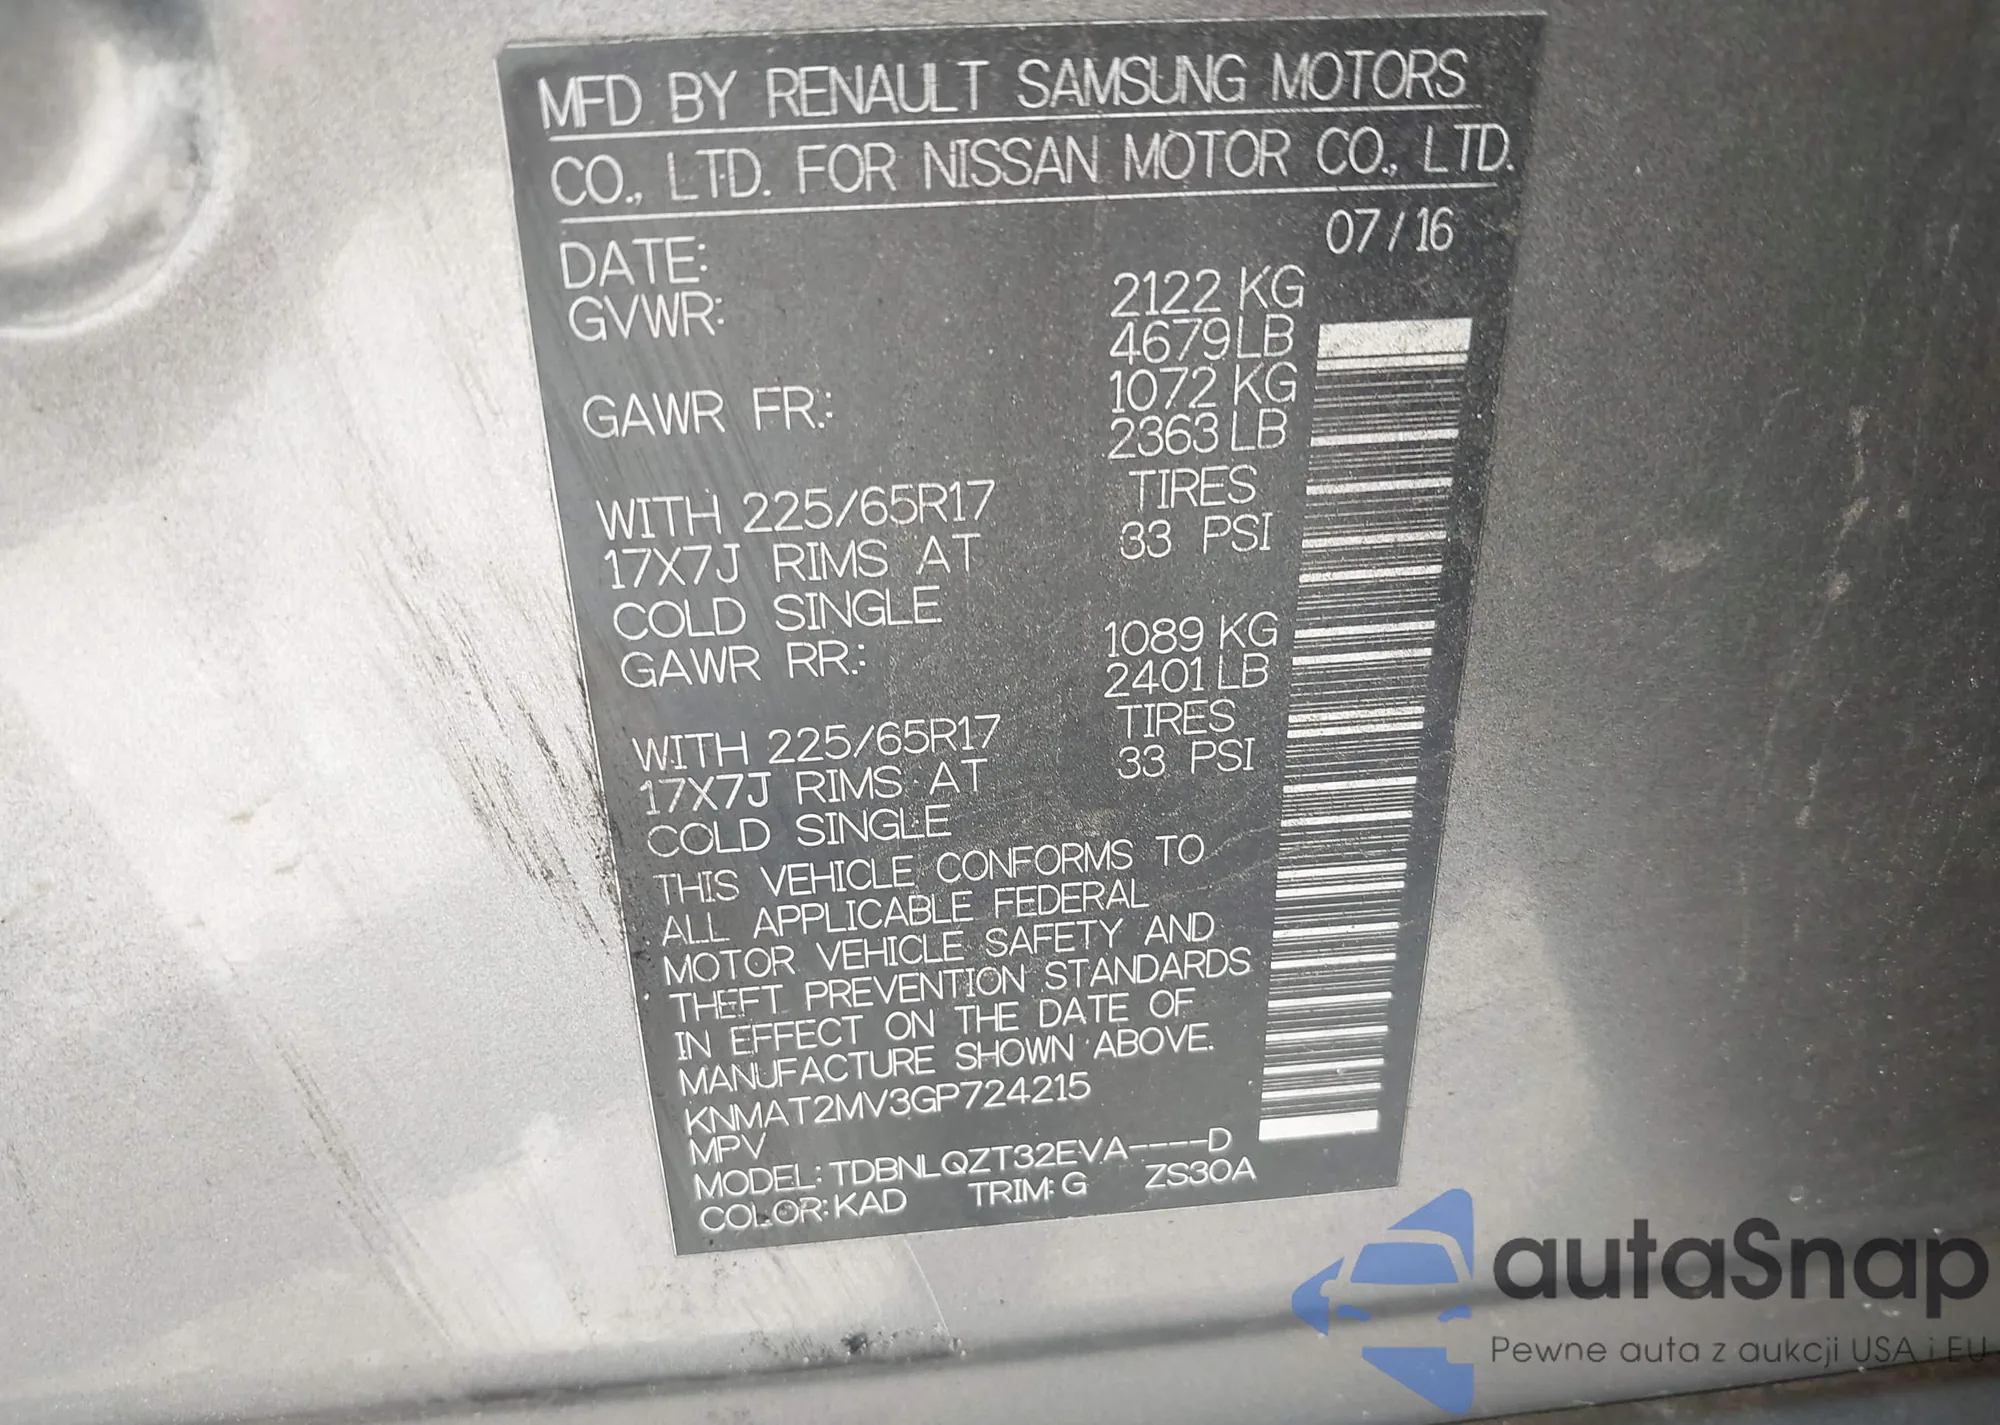 MFD BY RENAULT SAMSUNG MOTORS
CO., LTD. FOR NISSAN MOTOR CO., LTD.
DATE: 07/16
GVWR: 2122 KG
4679 LB
GAWR FR.: 1072 KG
2363 LB
WITH 225/65R17 TIRES
17X7J RIMS AT 33 PSI
COLD SINGLE
GAWR RR.: 1089 KG
2401 LB
WITH 225/65R17 TIRES
17X7J RIMS AT 33 PSI
COLD SINGLE
THIS VEHICLE CONFORMS TO
ALL APPLICABLE FEDERAL
MOTOR VEHICLE SAFETY AND
THEFT PREVENTION STANDARDS
IN EFFECT ON THE DATE OF
MANUFACTURE SHOWN ABOVE.
KNMAT2MV3GP724215
MPV
MODEL: TDBNLQZT32EVA----D
COLOR: KAD TRIM: G ZS30A
autaSnap
Pewne auta z aukcji USA i EU